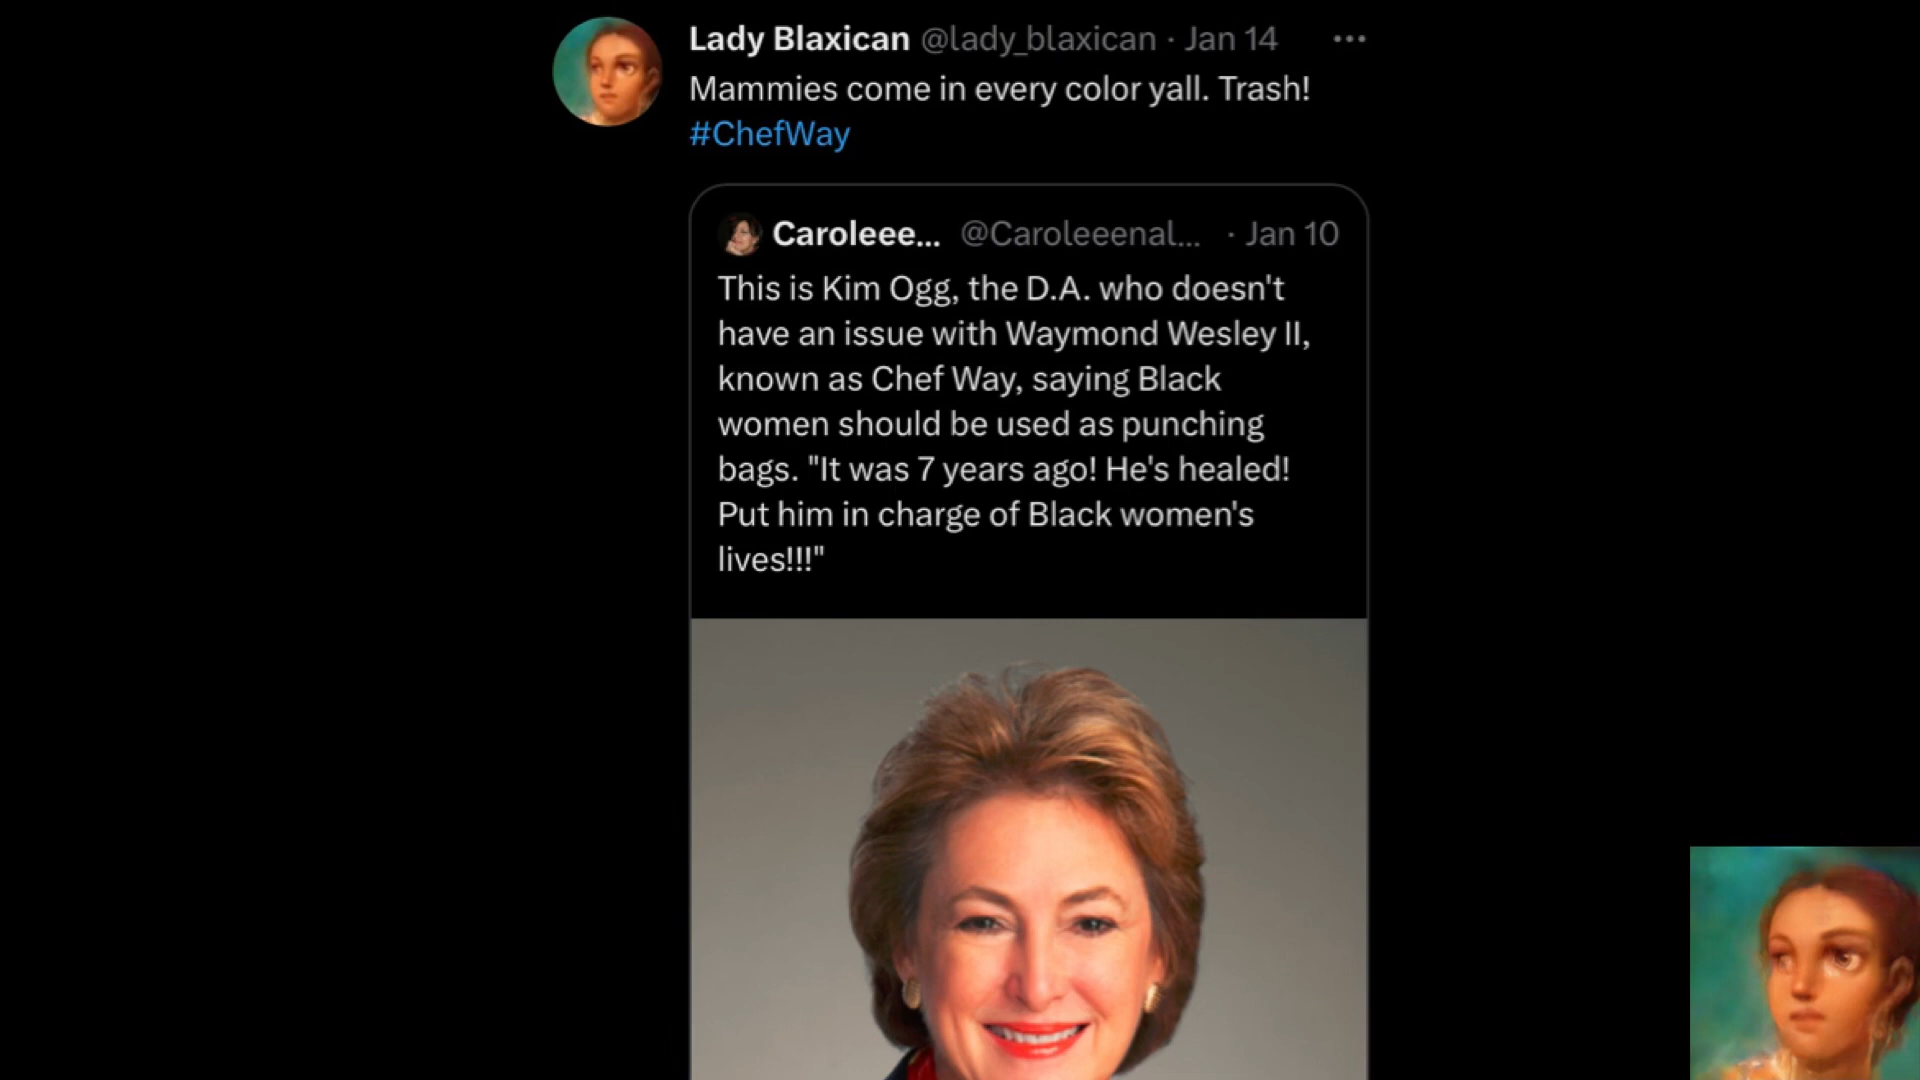 Lady Blaxican @lady_blaxican · Jan 14
Mammies come in every color yall. Trash!
#ChefWay
Caroleee... @Caroleeenal... · Jan 10
This is Kim Ogg, the D.A. who doesn't
have an issue with Waymond Wesley II,
known as Chef Way, saying Black
women should be used as punching
bags. "It was 7 years ago! He's healed!
Put him in charge of Black women's
lives!!!"